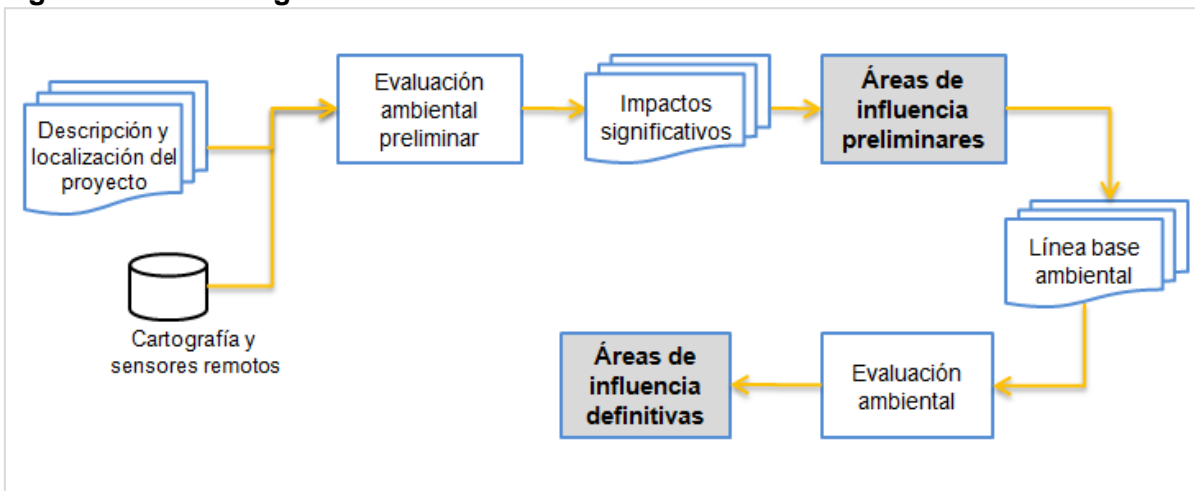 Descripción y
localización del
proyecto
Cartografía y
sensores remotos
Evaluación
ambiental
preliminar
Impactos
significativos
Áreas de
influencia
preliminares
Línea base
ambiental
Evaluación
ambiental
Áreas de
influencia
definitivas